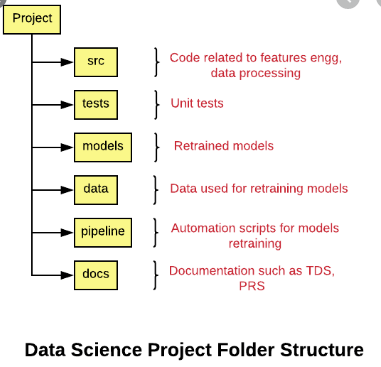 Project
src
Code related to features engg,
data processing
tests
Unit tests
models
Retrained models
data
Data used for retraining models
pipeline
Automation scripts for models
retraining
docs
Documentation such as TDS,
PRS
Data Science Project Folder Structure